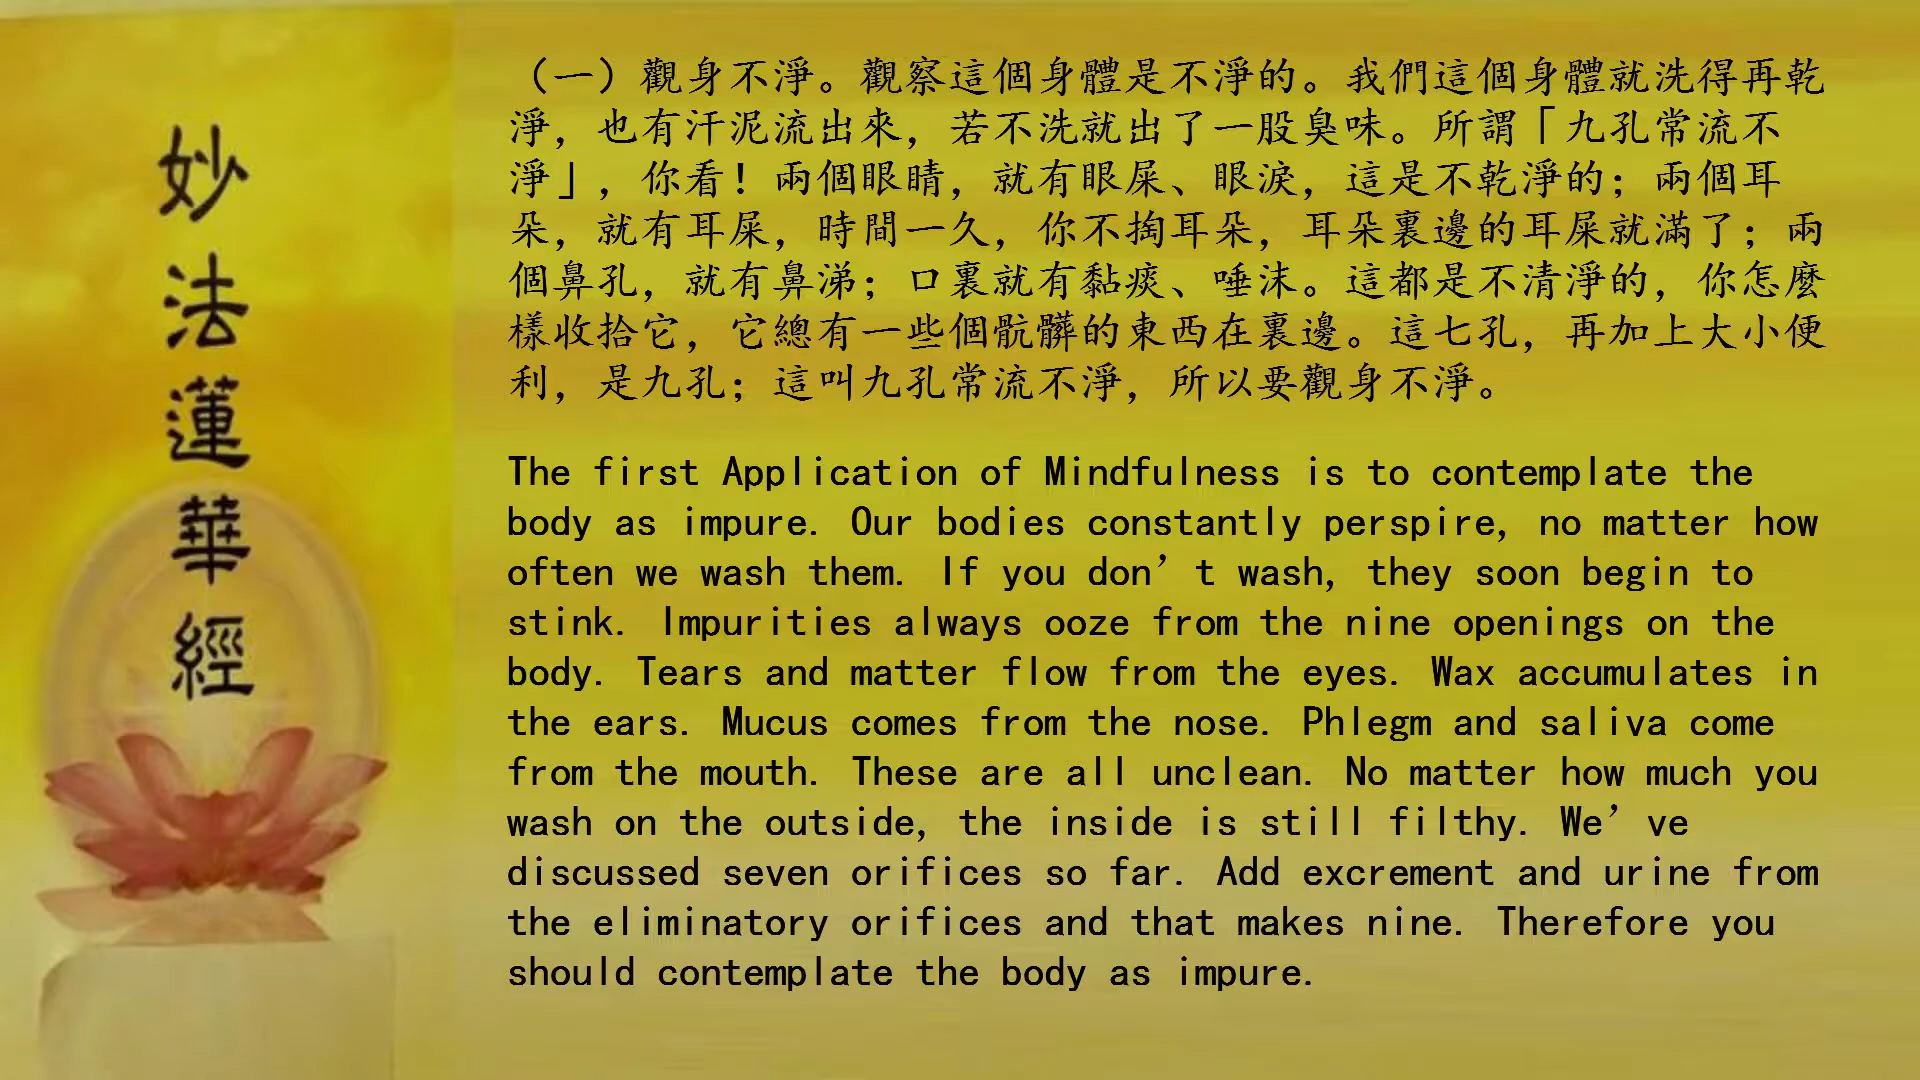 妙法蓮華經
（一）觀身不淨。觀察這個身體是不淨的。我們這個身體就洗得再乾
淨，也有汗泥流出來，若不洗就出了一股臭味。所謂「九孔常流不
淨」，你看！兩個眼睛，就有眼屎、眼淚，這是不乾淨的；兩個耳
朵，就有耳屎，時間一久，你不掏耳朵，耳朵裏邊的耳屎就滿了；兩
個鼻孔，就有鼻涕；口裏就有黏痰、唾沫。這都是不清淨的，你怎麼
樣收拾它，它總有一些個骯髒的東西在裏邊。這七孔，再加上大小便
利，是九孔；這叫九孔常流不淨，所以要觀身不淨。
The first Application of Mindfulness is to contemplate the
body as impure. Our bodies constantly perspire, no matter how
often we wash them. If you don’t wash, they soon begin to
stink. Impurities always ooze from the nine openings on the
body. Tears and matter flow from the eyes. Wax accumulates in
the ears. Mucus comes from the nose. Phlegm and saliva come
from the mouth. These are all unclean. No matter how much you
wash on the outside, the inside is still filthy. We’ve
discussed seven orifices so far. Add excrement and urine from
the eliminatory orifices and that makes nine. Therefore you
should contemplate the body as impure.